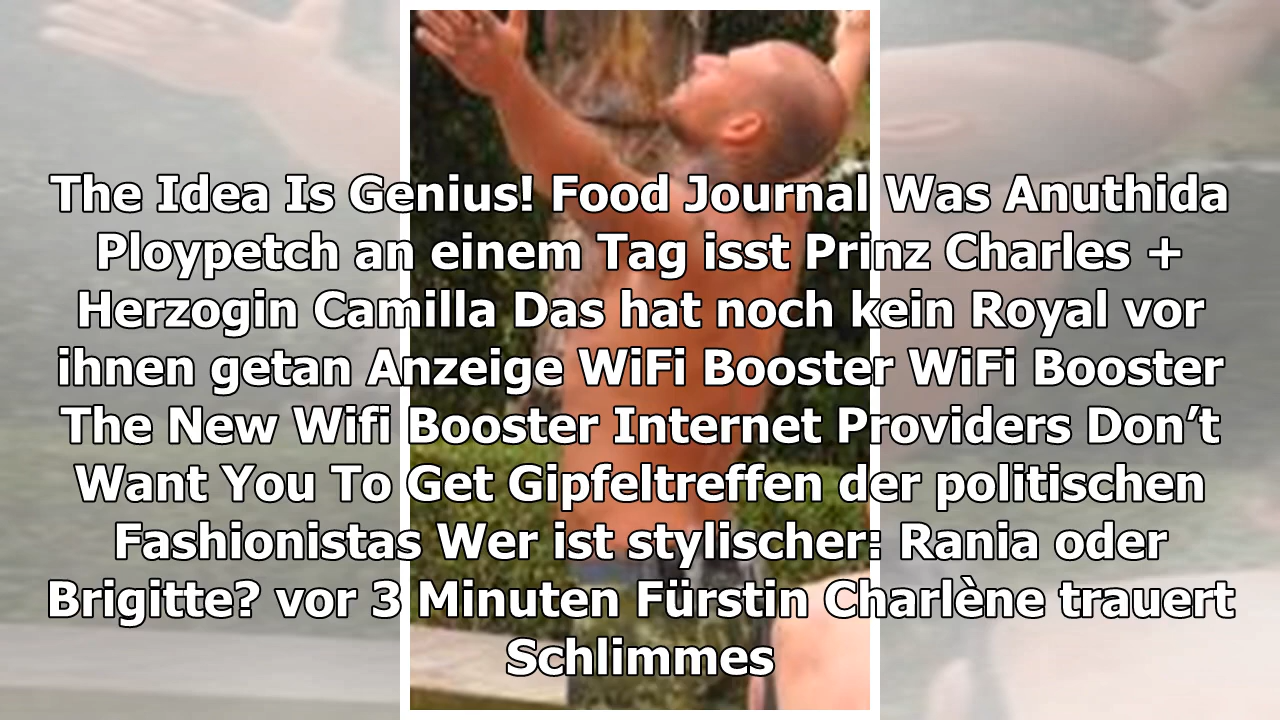 The Idea Is Genius! Food Journal Was Anuthida
Ploypetch an einem Tag isst Prinz Charles +
Herzogin Camilla Das hat noch kein Royal vor
ihnen getan Anzeige WiFi Booster WiFi Booster
The New Wifi Booster Internet Providers Don’t
Want You To Get Gipfeltreffen der politischen
Fashionistas Wer ist stylischer: Rania oder
Brigitte? vor 3 Minuten Fürstin Charlène trauert
Schlimmes